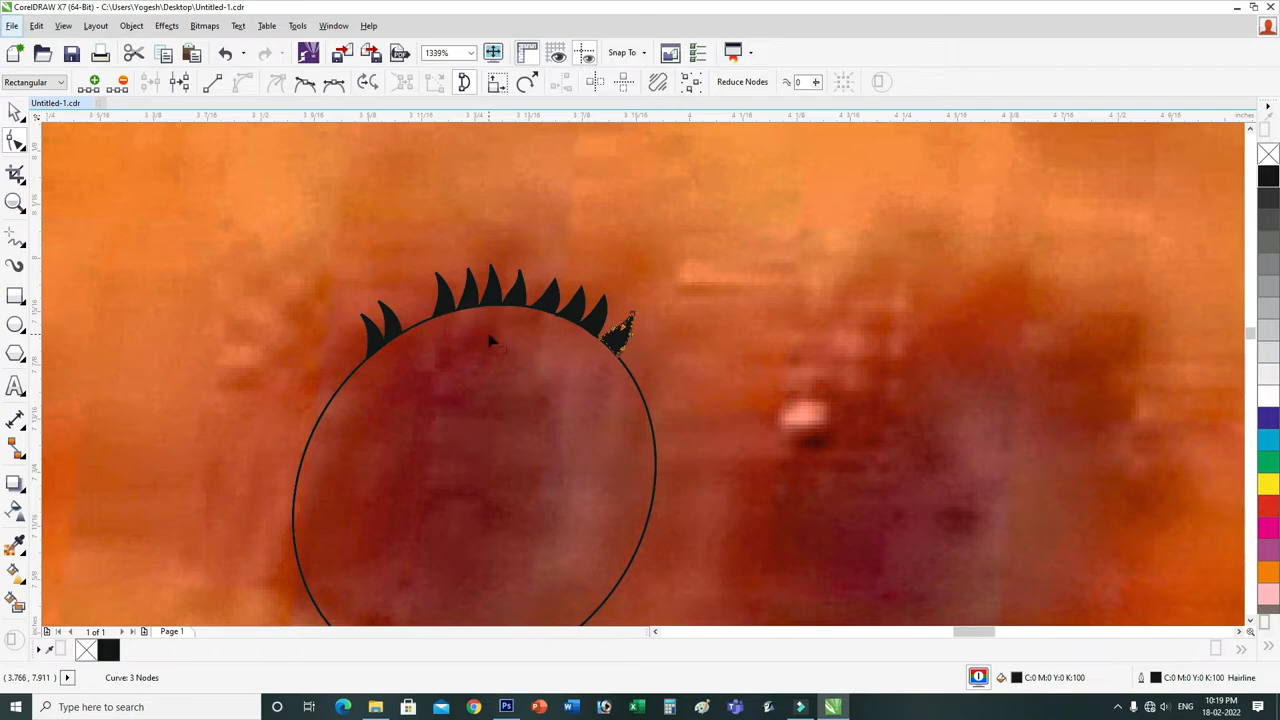 CorelDRAW X7 (64-Bit) - C:\Users\Yogesh\Desktop\Untitled-1.cdr
File Edit View Layout Object Effects Bitmaps Text Table Tools Window Help
1339% Snap To
Rectangular Reduce Nodes 0
Untitled-1.cdr
1 of 1 Page 1
(3.766, 7.911) Curve: 3 Nodes C:0 M:0 Y:0 K:100 C:0 M:0 Y:0 K:100 Hairline
Type here to search ENG 10:19 PM
18-02-2022
inches